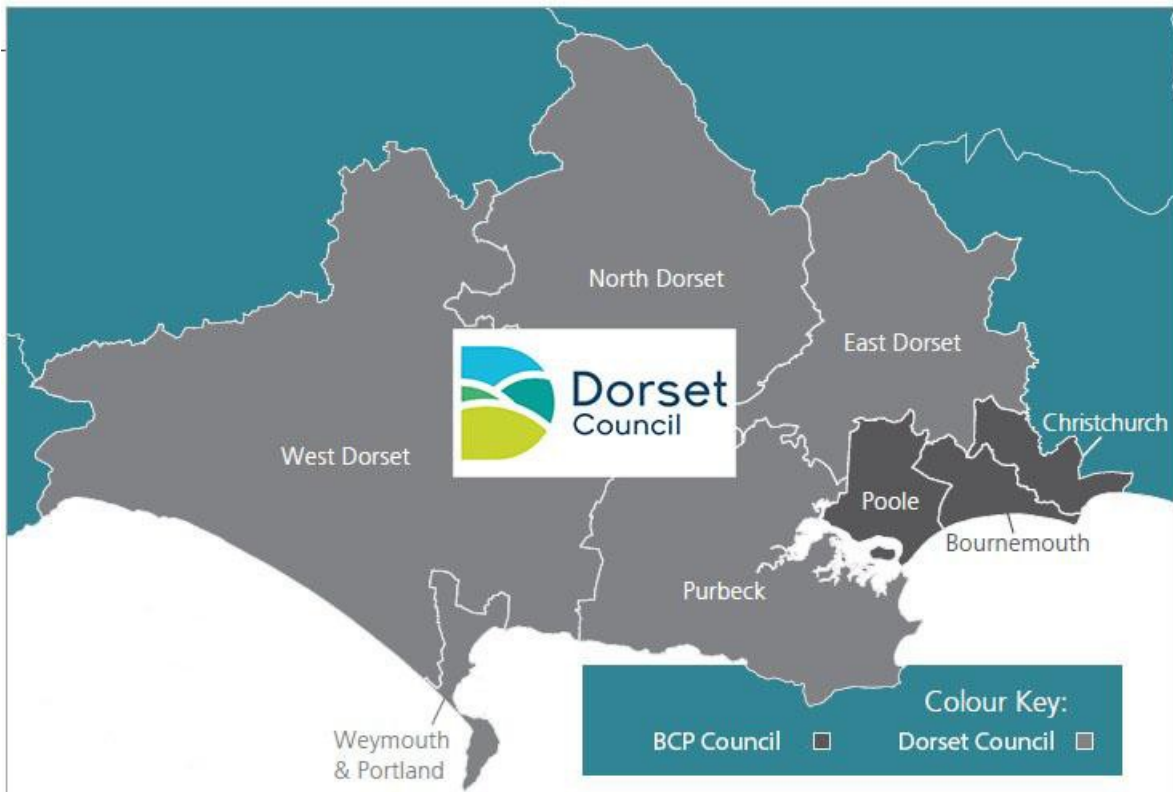 North Dorset
East Dorset
Dorset
Council
Christchurch
West Dorset
Poole
Bournemouth
Purbeck
Weymouth
& Portland
Colour Key:
BCP Council
Dorset Council